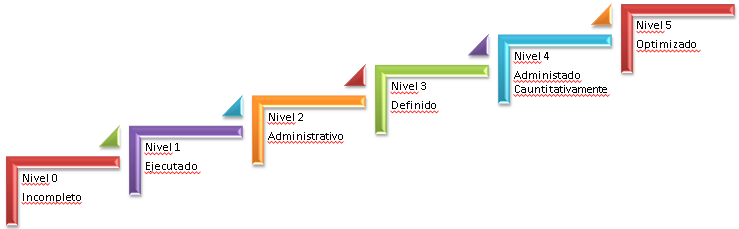 Nivel 0
Incompleto
Nivel 1
Ejecutado
Nivel 2
Administrativo
Nivel 3
Definido
Nivel 4
Administado
Cauntitativamente
Nivel 5
Optimizado